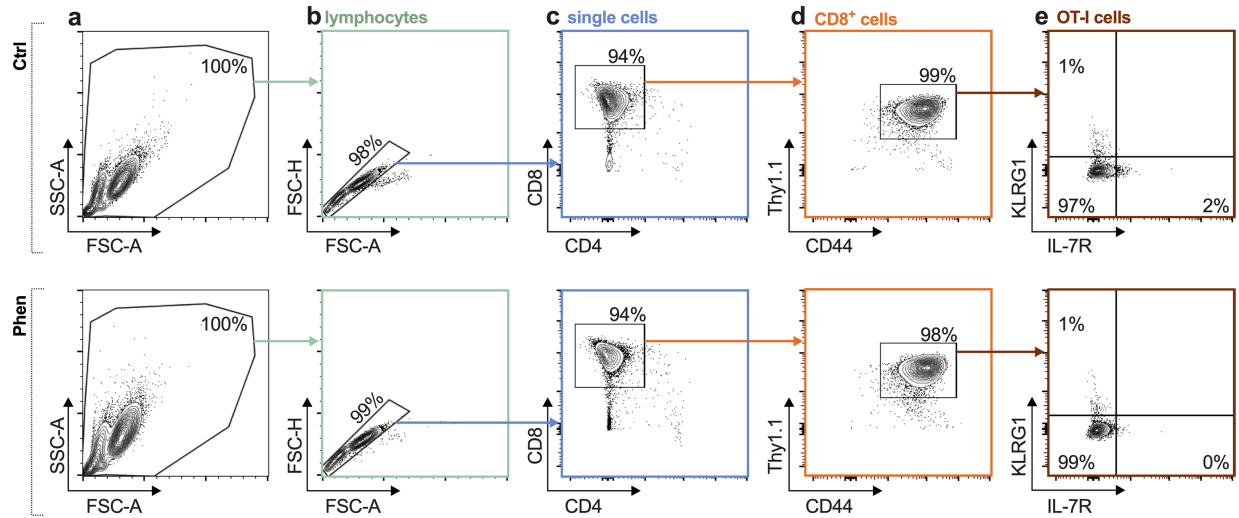 a
b lymphocytes
c single cells
d CD8⁺ cells
e OT-I cells
Ctrl
100%
SSC-A
FSC-A
98%
FSC-H
FSC-A
94%
CD8
CD4
99%
Thy1.1
CD44
1%
97%
2%
KLRG1
IL-7R
Phen
100%
SSC-A
FSC-A
99%
FSC-H
FSC-A
94%
CD8
CD4
98%
Thy1.1
CD44
1%
99%
0%
KLRG1
IL-7R